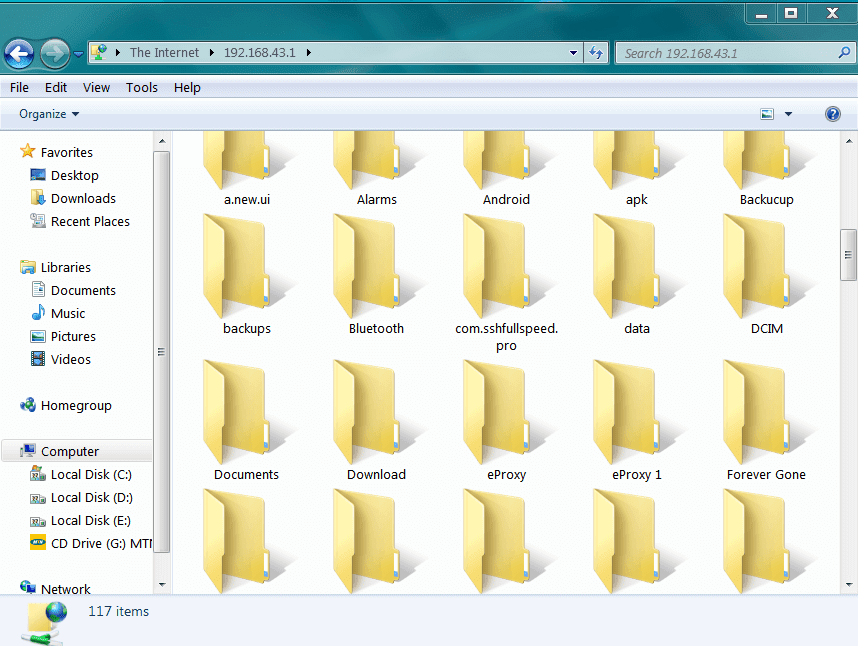 The Internet 192.168.43.1
Search 192.168.43.1
File Edit View Tools Help
Organize
Favorites
Desktop
Downloads
Recent Places
Libraries
Documents
Music
Pictures
Videos
Homegroup
Computer
Local Disk (C:)
Local Disk (D:)
Local Disk (E:)
CD Drive (G:) MTN
Network
a.new.ui Alarms Android apk Backucup
backups Bluetooth com.sshfullspeed. data DCIM
pro
Documents Download eProxy eProxy 1 Forever Gone
117 items